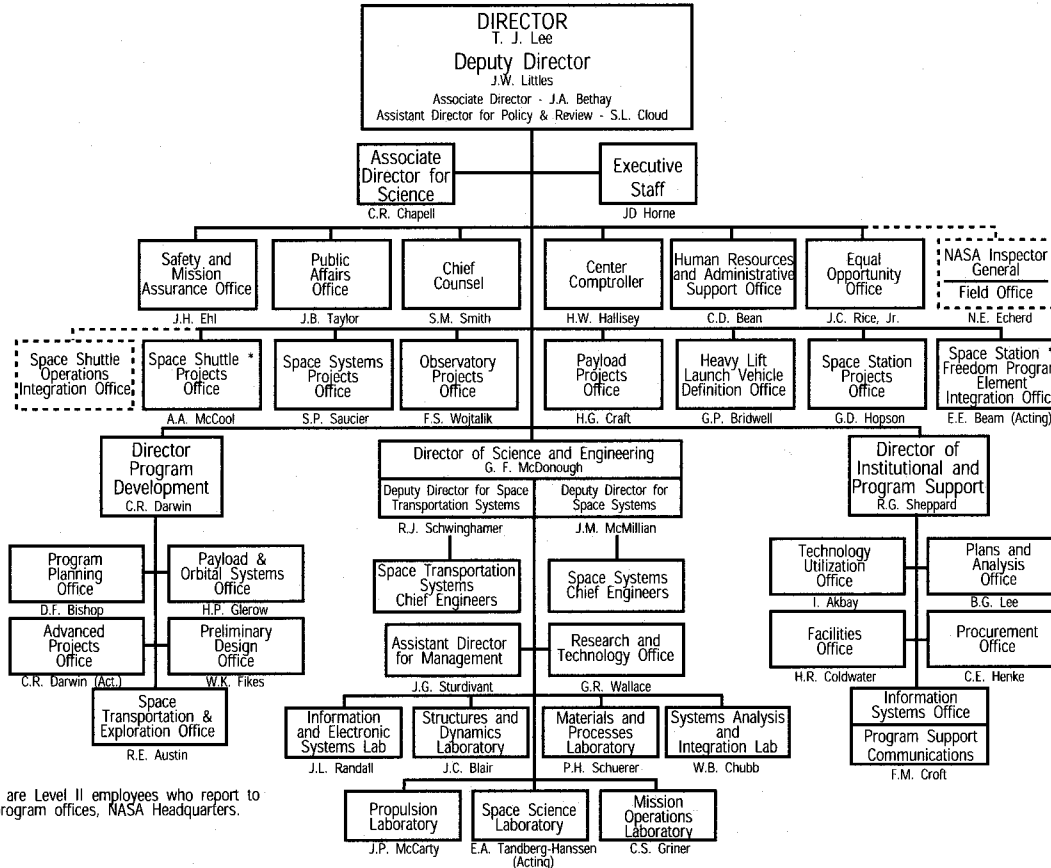 DIRECTOR
T. J. Lee
Deputy Director
J.W. Littles
Associate Director - J.A. Bethay
Assistant Director for Policy & Review - S.L. Cloud
Associate
Director for
Science
C.R. Chapell
Executive
Staff
JD Horne
Safety and
Mission
Assurance Office
J.H. Ehl
Public
Affairs
Office
J.B. Taylor
Chief
Counsel
S.M. Smith
Center
Comptroller
H.W. Hallisey
Human Resources
and Administrative
Support Office
C.D. Bean
Equal
Opportunity
Office
J.C. Rice, Jr.
NASA Inspector
General
Field Office
N.E. Echerd
Space Shuttle
Operations
Integration Office
Space Shuttle *
Projects
Office
A.A. McCool
Space Systems
Projects
Office
S.P. Saucier
Observatory
Projects
Office
F.S. Wojtalik
Payload
Projects
Office
H.G. Craft
Heavy Lift
Launch Vehicle
Definition Office
G.P. Bridwell
Space Station
Projects
Office
G.D. Hopson
Space Station *
Freedom Program
Element
Integration Office
E.E. Beam (Acting)
Director
Program
Development
C.R. Darwin
Program
Planning
Office
D.F. Bishop
Payload &
Orbital Systems
Office
H.P. Glerow
Advanced
Projects
Office
C.R. Darwin (Act.)
Preliminary
Design
Office
W.K. Fikes
Space
Transportation &
Exploration Office
R.E. Austin
Director of Science and Engineering
G. F. McDonough
Deputy Director for Space
Transportation Systems
R.J. Schwinghamer
Deputy Director for
Space Systems
J.M. McMillian
Space Transportation
Systems
Chief Engineers
Space Systems
Chief Engineers
Assistant Director
for Management
J.G. Sturdivant
Research and
Technology Office
G.R. Wallace
Information
and Electronic
Systems Lab
J.L. Randall
Structures and
Dynamics
Laboratory
J.C. Blair
Materials and
Processes
Laboratory
P.H. Schuerer
Systems Analysis
and
Integration Lab
W.B. Chubb
Propulsion
Laboratory
J.P. McCarty
Space Science
Laboratory
E.A. Tandberg-Hanssen
(Acting)
Mission
Operations
Laboratory
C.S. Griner
Director of
Institutional and
Program Support
R.G. Sheppard
Technology
Utilization
Office
I. Akbay
Plans and
Analysis
Office
B.G. Lee
Facilities
Office
H.R. Coldwater
Procurement
Office
C.E. Henke
Information
Systems Office
Program Support
Communications
F.M. Croft
are Level II employees who report to
program offices, NASA Headquarters.